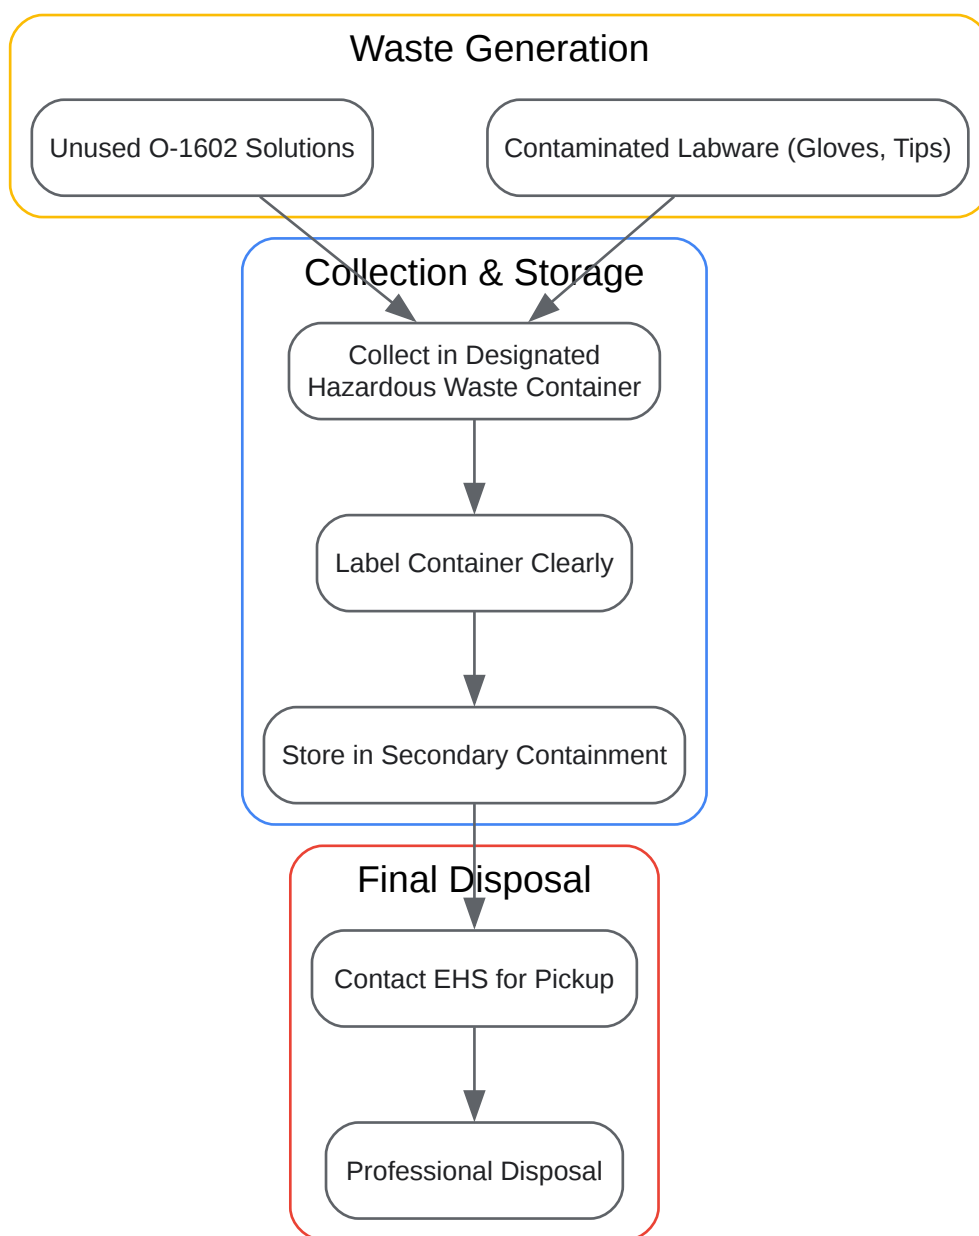 Waste Generation
Unused O-1602 Solutions
Contaminated Labware (Gloves, Tips)
Collection & Storage
Collect in Designated
Hazardous Waste Container
Label Container Clearly
Store in Secondary Containment
Final Disposal
Contact EHS for Pickup
Professional Disposal